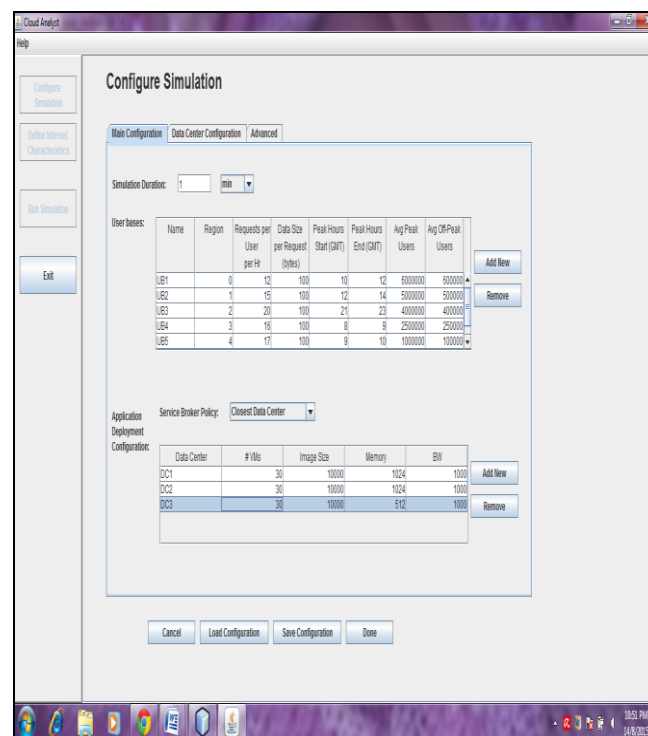 Cloud Analyst
Help
Configure
Simulation
Define Internet
Characteristics
Run Simulation
Exit
Configure Simulation
Main Configuration Data Center Configuration Advanced
Simulation Duration: 1 min
User bases:
Name Region Requests per User per Hr Data Size per Request (bytes) Peak Hours Start (GMT) Peak Hours End (GMT) Avg Peak Users Avg Off-Peak Users
UB1 0 12 100 10 12 6000000 600000
UB2 1 15 100 12 14 5000000 500000
UB3 2 20 100 21 23 4000000 400000
UB4 3 16 100 8 9 2500000 250000
UB5 4 17 100 9 10 1000000 100000
Add New
Remove
Application
Deployment
Configuration:
Service Broker Policy: Closest Data Center
Data Center # VMs Image Size Memory BW
DC1 30 10000 1024 1000
DC2 30 10000 1024 1000
DC3 30 10000 512 1000
Add New
Remove
Cancel Load Configuration Save Configuration Done
10:51 PM